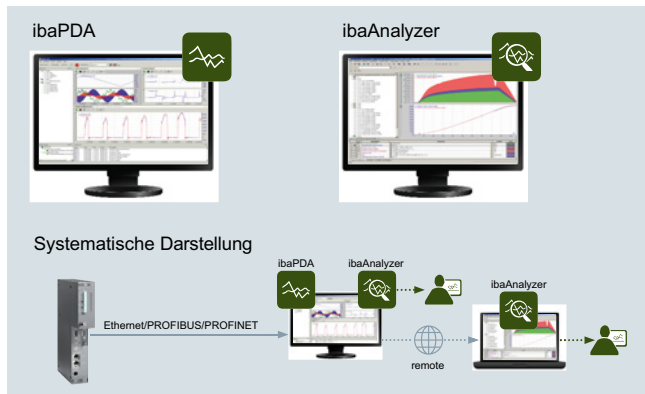 ibaPDA
ibaAnalyzer
Systematische Darstellung
ibaPDA
ibaAnalyzer
ibaAnalyzer
Ethernet/PROFIBUS/PROFINET
remote